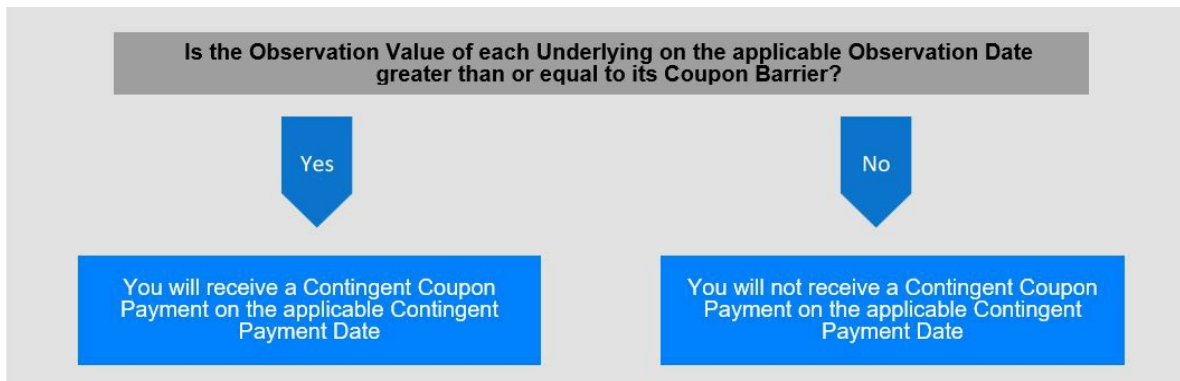 Is the Observation Value of each Underlying on the applicable Observation Date
greater than or equal to its Coupon Barrier?
Yes
No
You will receive a Contingent Coupon
Payment on the applicable Contingent
Payment Date
You will not receive a Contingent Coupon
Payment on the applicable Contingent
Payment Date